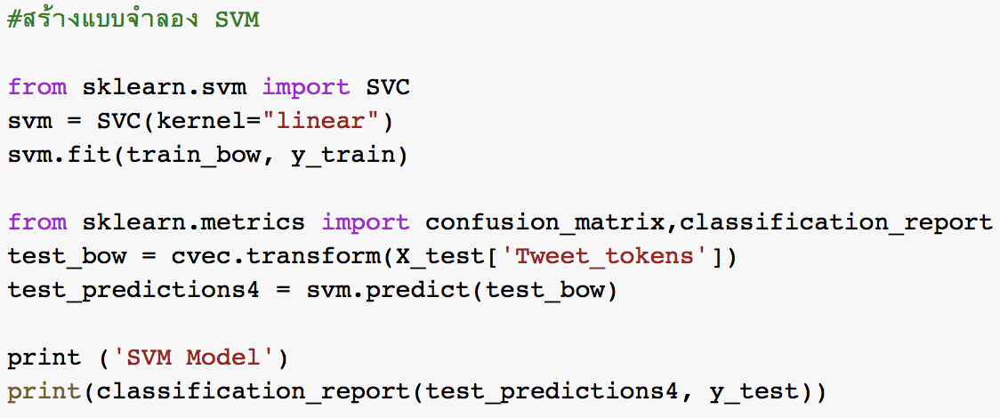 #สร้างแบบจำลอง SVM
from sklearn.svm import SVC
svm = SVC(kernel="linear")
svm.fit(train_bow, y_train)
from sklearn.metrics import confusion_matrix,classification_report
test_bow = cvec.transform(X_test['Tweet_tokens'])
test_predictions4 = svm.predict(test_bow)
print ('SVM Model')
print(classification_report(test_predictions4, y_test))